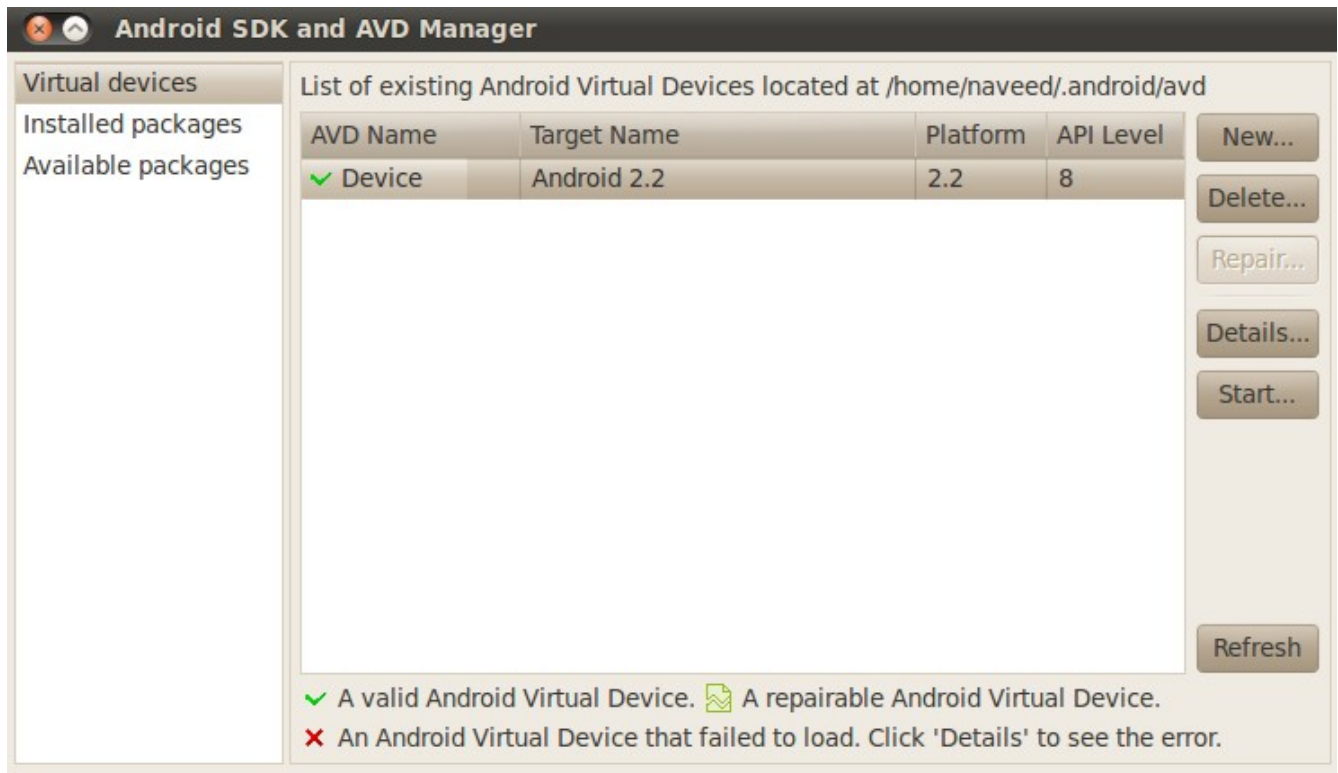 Android SDK and AVD Manager
Virtual devices
Installed packages
Available packages
List of existing Android Virtual Devices located at /home/naveed/.android/avd
AVD Name Target Name Platform API Level
Device Android 2.2 2.2 8
New...
Delete...
Repair...
Details...
Start...
Refresh
A valid Android Virtual Device. A repairable Android Virtual Device.
An Android Virtual Device that failed to load. Click 'Details' to see the error.